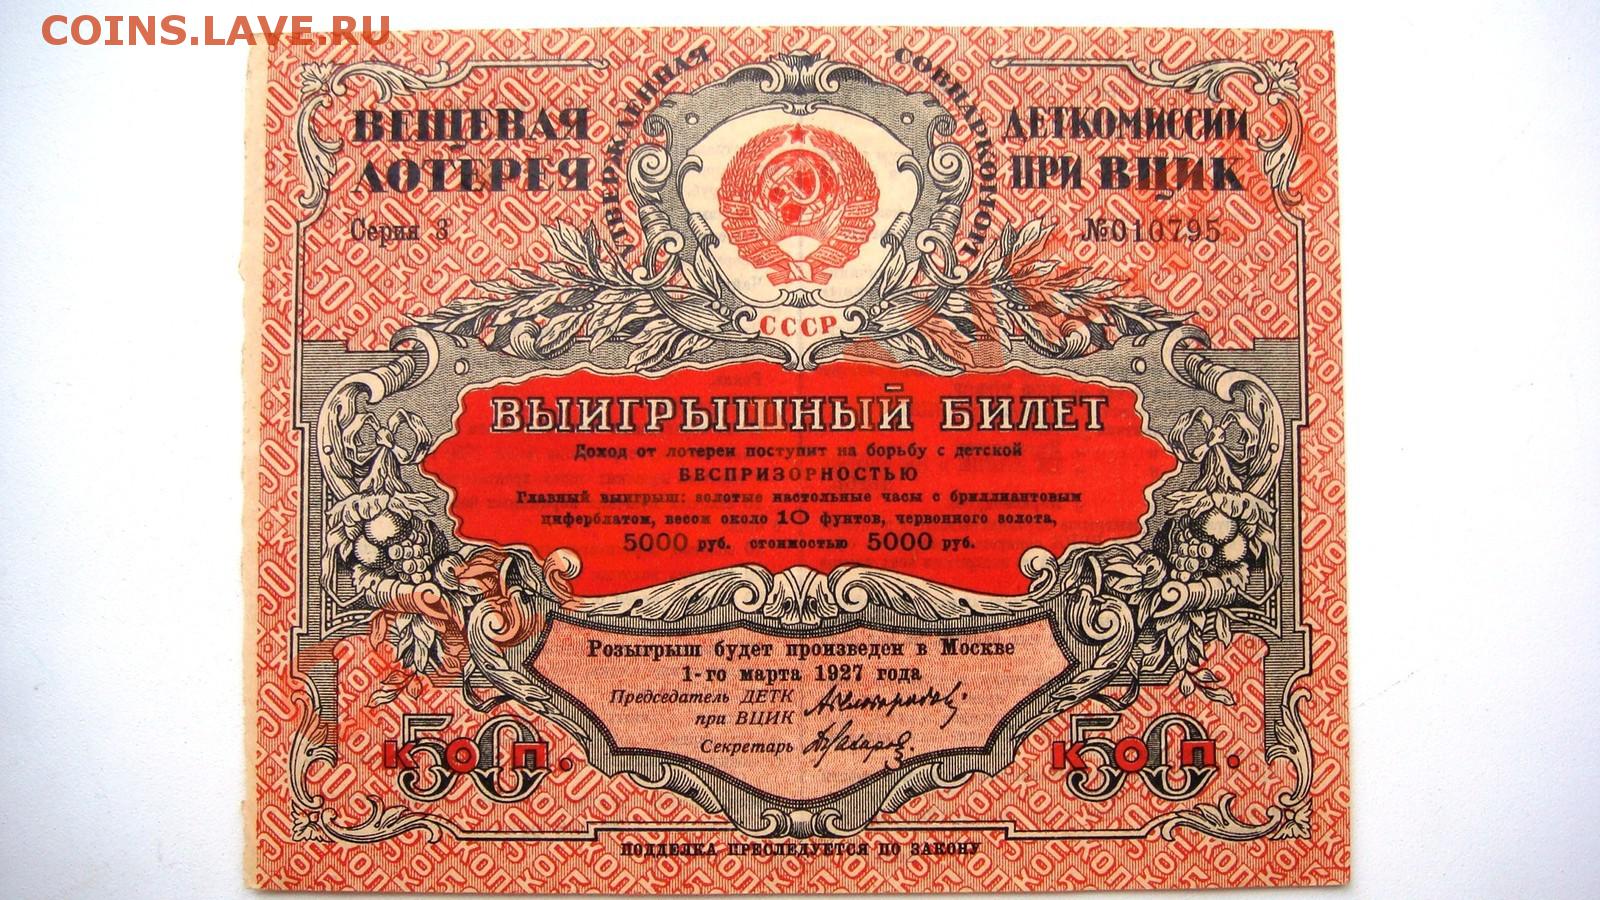 COINS.LAVE.RU
ВЕЩЕВАЯ
ЛОТЕРЕЯ
УТВЕРЖДЕННАЯ
СОВНАРКОМОМ
ДЕТКОМИССИИ
ПРИ ВЦИК
Серия 3
№010795
СССР
ВЫИГРЫШНЫЙ БИЛЕТ
Доход от лотереи поступит на борьбу с детской
БЕСПРИЗОРНОСТЬЮ
Главный выигрыш: золотые настольные часы с бриллиантовым
циферблатом, весом около 10 фунтов, червонного золота,
5000 руб. стоимостью 5000 руб.
Розыгрыш будет произведен в Москве
1-го марта 1927 года
Председатель ДЕТК
при ВЦИК
Секретарь
50 КОП.
50 КОП.
ПОДДЕЛКА ПРЕСЛЕДУЕТСЯ ПО ЗАКОНУ